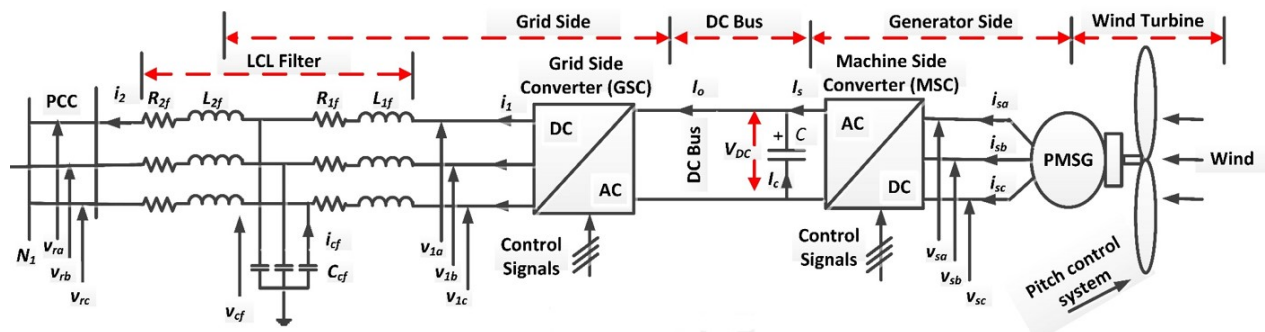 Grid Side
DC Bus
Generator Side
Wind Turbine
LCL Filter
Grid Side
Converter (GSC)
Machine Side
Converter (MSC)
PCC
i2
R2f
L2f
R1f
L1f
i1
Io
Is
isa
DC
AC
VDC
DC Bus
+
C
Ic
AC
DC
isb
isc
PMSG
Wind
N1
vra
vrb
vrc
vcf
icf
Ccf
v1a
v1b
v1c
Control
Signals
Control
Signals
vsa
vsb
vsc
Pitch control
system